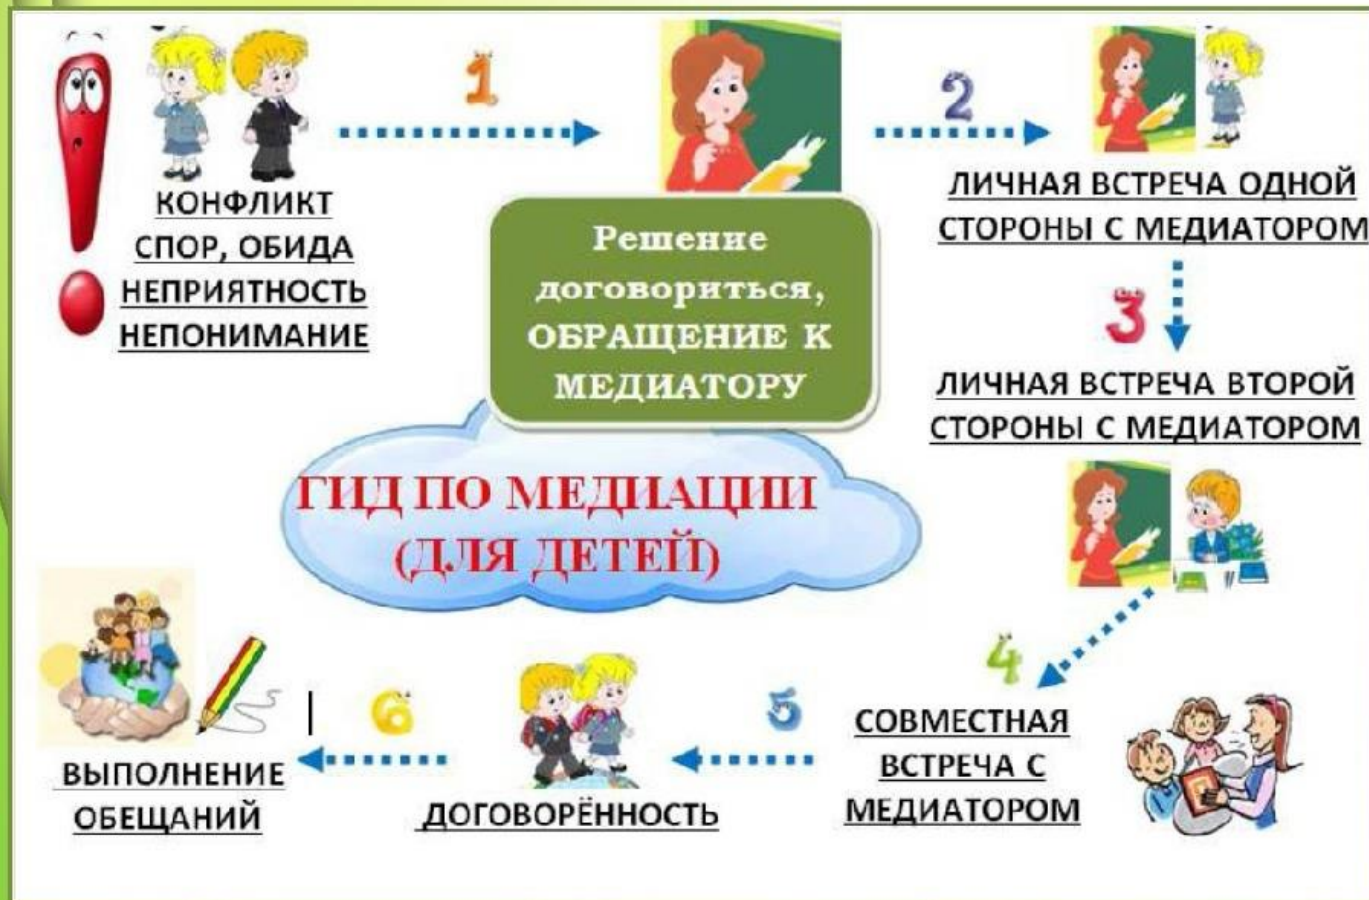 КОНФЛИКТ
СПОР, ОБИДА
НЕПРИЯТНОСТЬ
НЕПОНИМАНИЕ
1
Решение
договориться,
ОБРАЩЕНИЕ К
МЕДИАТОРУ
2
ЛИЧНАЯ ВСТРЕЧА ОДНОЙ
СТОРОНЫ С МЕДИАТОРОМ
3
ЛИЧНАЯ ВСТРЕЧА ВТОРОЙ
СТОРОНЫ С МЕДИАТОРОМ
ГИД ПО МЕДИАЦИИ
(ДЛЯ ДЕТЕЙ)
4
СОВМЕСТНАЯ
ВСТРЕЧА С
МЕДИАТОРОМ
5
ДОГОВОРЁННОСТЬ
6
ВЫПОЛНЕНИЕ
ОБЕЩАНИЙ